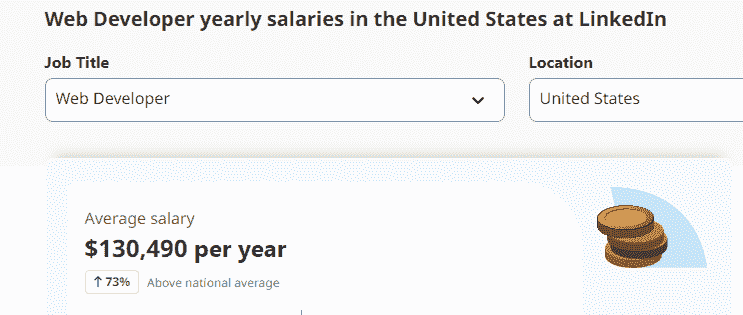 Web Developer yearly salaries in the United States at LinkedIn
Job Title
Location
Web Developer
United States
Average salary
$130,490 per year
↑ 73% Above national average